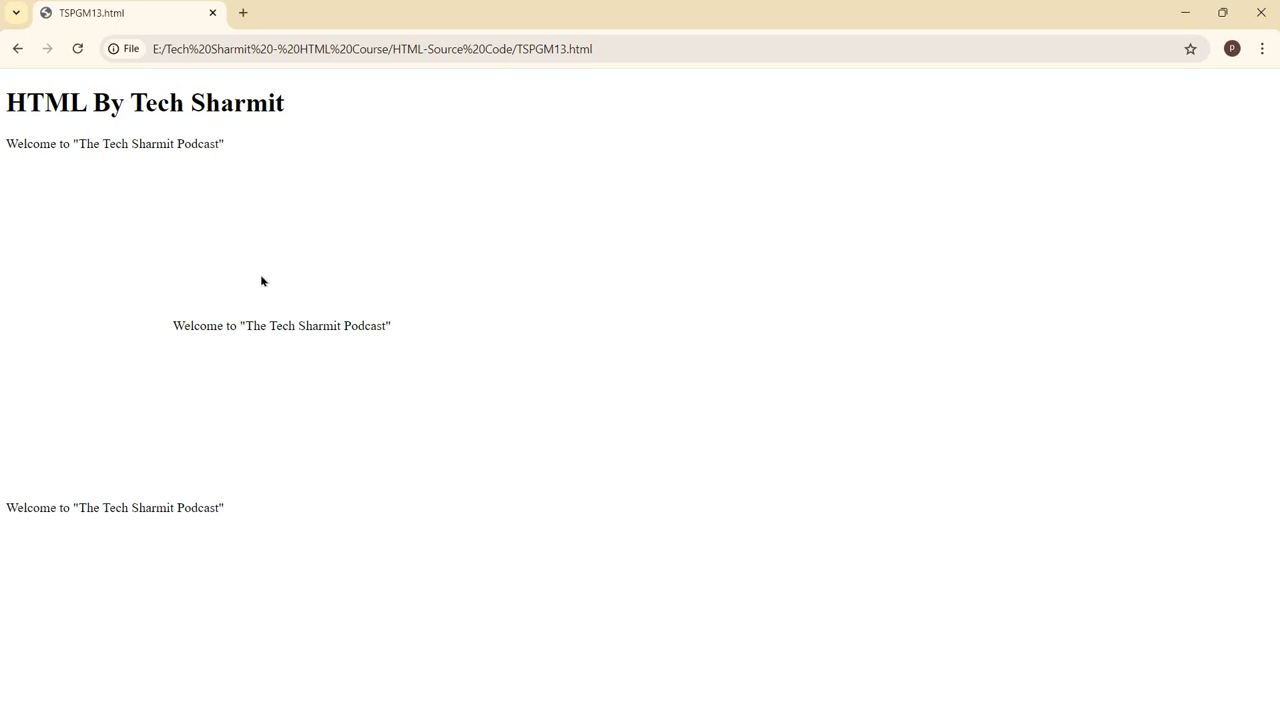 TSPGM13.html
File
E:/Tech%20Sharmit%20-%20HTML%20Course/HTML-Source%20Code/TSPGM13.html
P
HTML By Tech Sharmit
Welcome to "The Tech Sharmit Podcast"
Welcome to "The Tech Sharmit Podcast"
Welcome to "The Tech Sharmit Podcast"